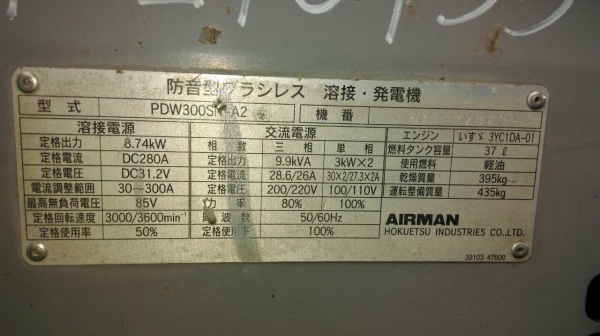 防音型ブラシレス 溶接・発電機
型式 PDW300S 機番
溶接電源 交流電源 エンジン いすゞ 3YC1DA-01
定格出力 8.74kW 相数 三相 単相 燃料タンク容量 37ℓ
定格電流 DC280A 定格出力 9.9kVA 3kW×2 使用燃料 軽油
定格電圧 DC31.2V 定格電流 28.6/26A 30×2/27.3×2A 乾燥質量 395kg
電流調整範囲 30〜300A 定格電圧 200/220V 100/110V 運転整備質量 435kg
最高無負荷電圧 85V 力率 80% 100%
定格回転速度 3000/3600min⁻¹ 周波数 50/60Hz
定格使用率 50% 定格使用率 100%
AIRMAN
HOKUETSU INDUSTRIES CO.,LTD.
39103 47600